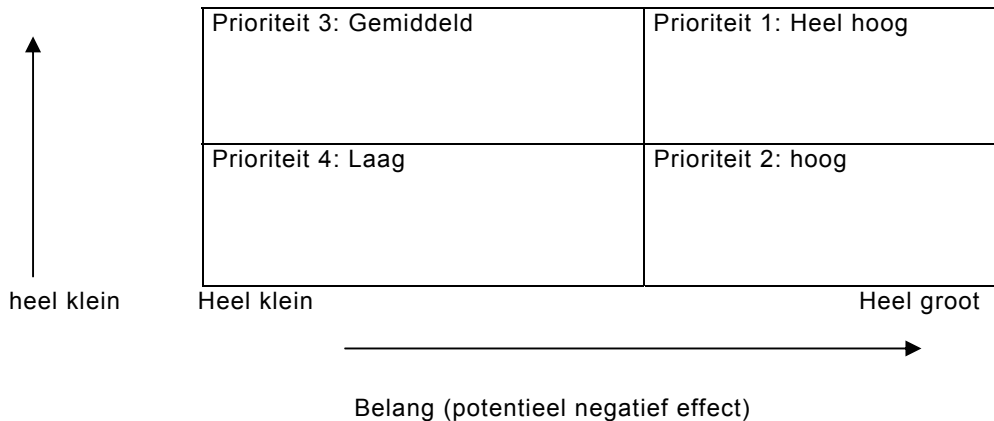 Prioriteit 3: Gemiddeld Prioriteit 1: Heel hoog
Prioriteit 4: Laag Prioriteit 2: hoog
heel klein Heel klein Heel groot
Belang (potentieel negatief effect)